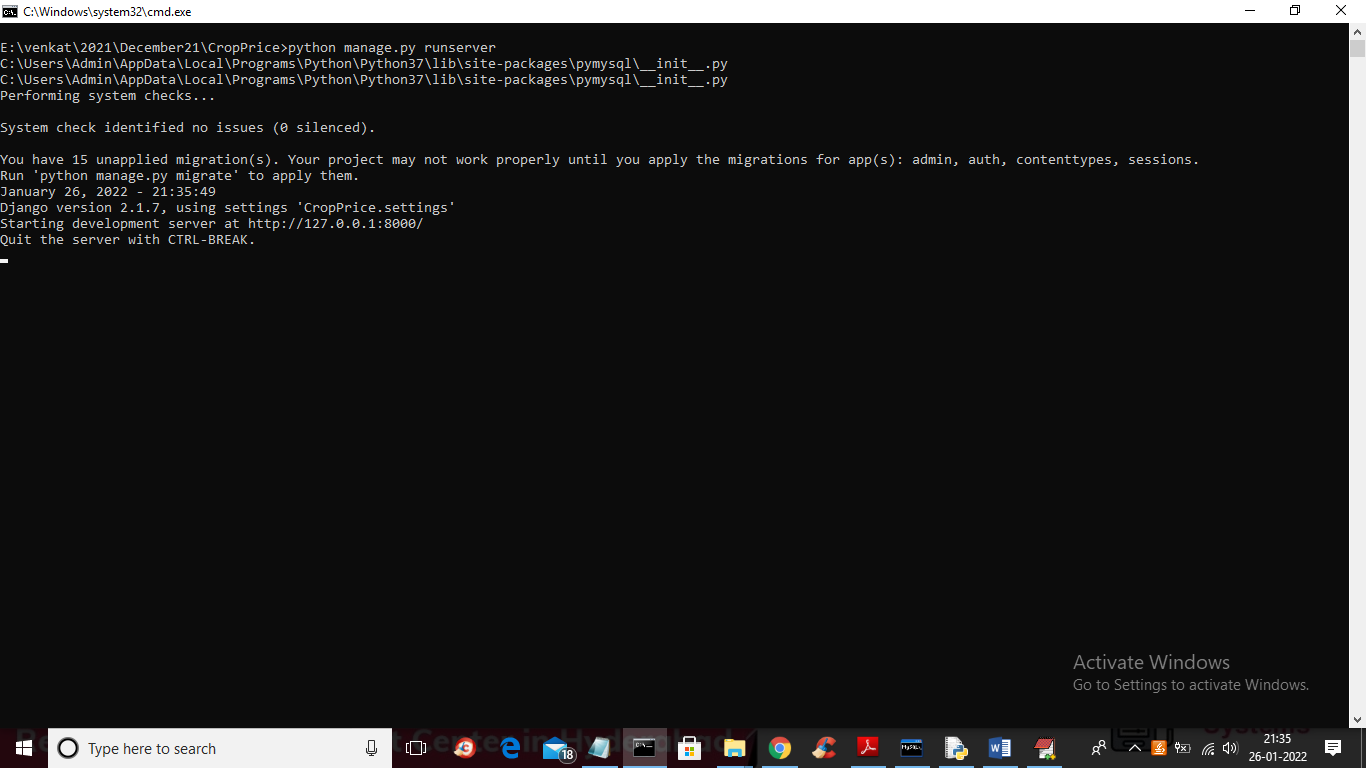 C:\Windows\system32\cmd.exe
E:\venkat\2021\December21\CropPrice>python manage.py runserver
C:\Users\Admin\AppData\Local\Programs\Python\Python37\lib\site-packages\pymysql\__init__.py
C:\Users\Admin\AppData\Local\Programs\Python\Python37\lib\site-packages\pymysql\__init__.py
Performing system checks...
System check identified no issues (0 silenced).
You have 15 unapplied migration(s). Your project may not work properly until you apply the migrations for app(s): admin, auth, contenttypes, sessions.
Run 'python manage.py migrate' to apply them.
January 26, 2022 - 21:35:49
Django version 2.1.7, using settings 'CropPrice.settings'
Starting development server at http://127.0.0.1:8000/
Quit the server with CTRL-BREAK.
Activate Windows
Go to Settings to activate Windows.
Type here to search
18
21:35
26-01-2022